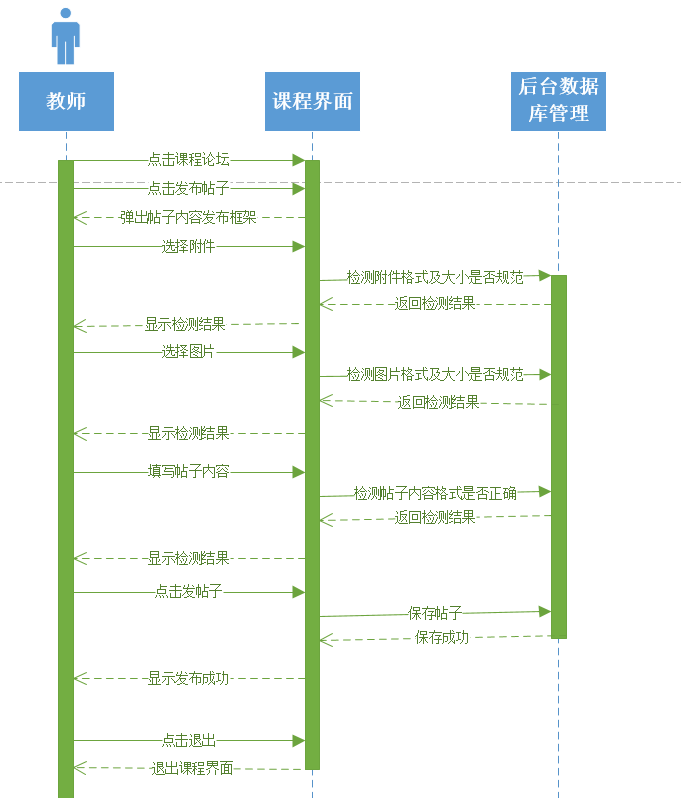 教师
课程界面
后台数据
库管理
点击课程论坛
点击发布帖子
弹出帖子内容发布框架
选择附件
检测附件格式及大小是否规范
返回检测结果
显示检测结果
选择图片
检测图片格式及大小是否规范
返回检测结果
显示检测结果
填写帖子内容
检测帖子内容格式是否正确
返回检测结果
显示检测结果
点击发帖子
保存帖子
保存成功
显示发布成功
点击退出
退出课程界面